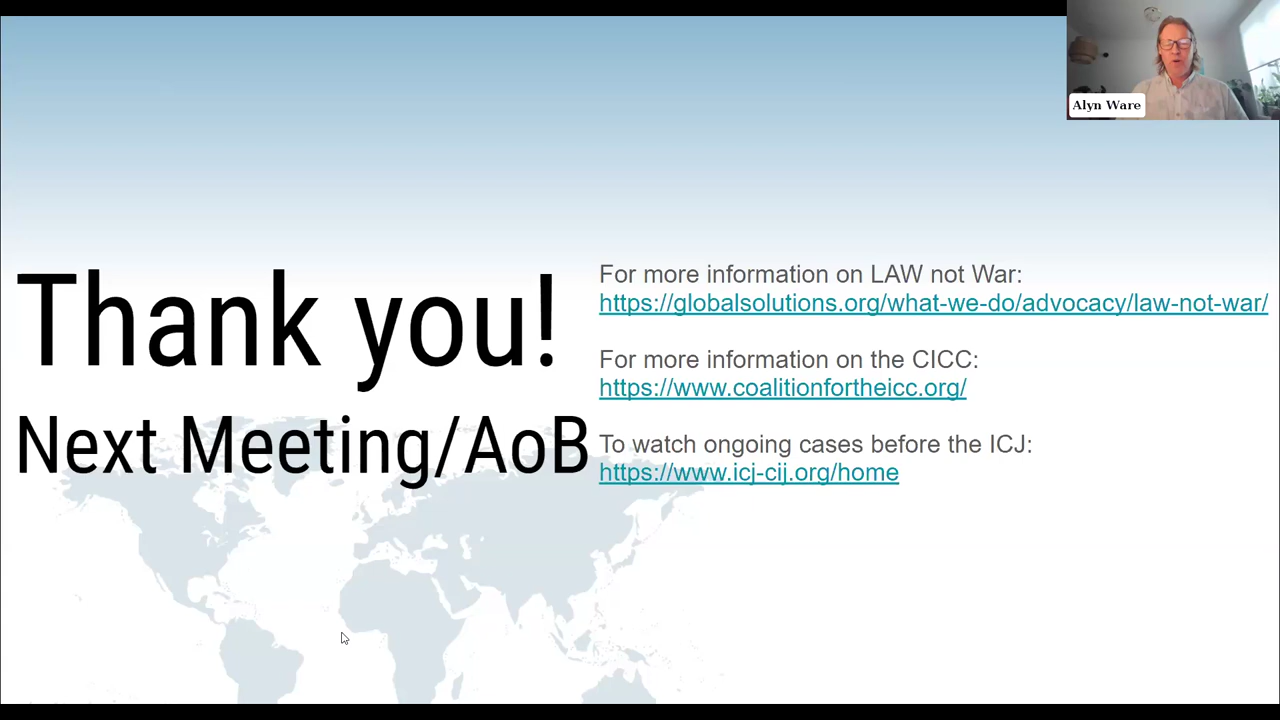 Alyn Ware
Thank you!
Next Meeting/AoB
For more information on LAW not War:
https://globalsolutions.org/what-we-do/advocacy/law-not-war/
For more information on the CICC:
https://www.coalitionfortheicc.org/
To watch ongoing cases before the ICJ:
https://www.icj-cij.org/home